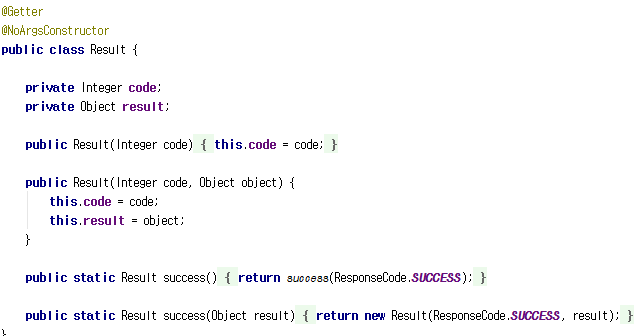 @Getter
@NoArgsConstructor
public class Result {
private Integer code;
private Object result;
public Result(Integer code) { this.code = code; }
public Result(Integer code, Object object) {
this.code = code;
this.result = object;
}
public static Result success() { return success(ResponseCode.SUCCESS); }
public static Result success(Object result) { return new Result(ResponseCode.SUCCESS, result); }
}